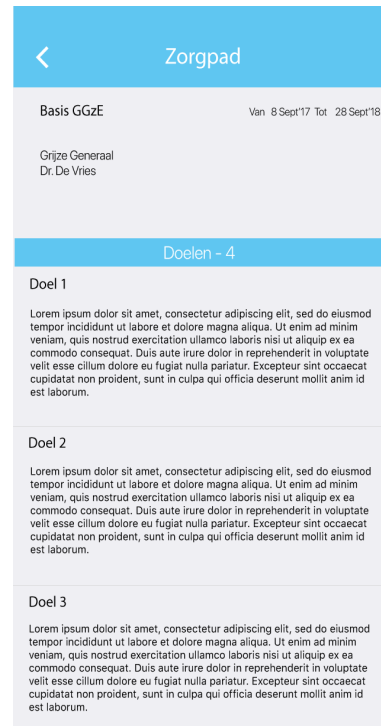 Zorgpad
Basis GGzE
Van 8 Sept'17 Tot 28 Sept'18
Grijze Generaal
Dr. De Vries
Doelen - 4
Doel 1
Lorem ipsum dolor sit amet, consectetur adipiscing elit, sed do eiusmod
tempor incididunt ut labore et dolore magna aliqua. Ut enim ad minim
veniam, quis nostrud exercitation ullamco laboris nisi ut aliquip ex ea
commodo consequat. Duis aute irure dolor in reprehenderit in voluptate
velit esse cillum dolore eu fugiat nulla pariatur. Excepteur sint occaecat
cupidatat non proident, sunt in culpa qui officia deserunt mollit anim id
est laborum.
Doel 2
Lorem ipsum dolor sit amet, consectetur adipiscing elit, sed do eiusmod
tempor incididunt ut labore et dolore magna aliqua. Ut enim ad minim
veniam, quis nostrud exercitation ullamco laboris nisi ut aliquip ex ea
commodo consequat. Duis aute irure dolor in reprehenderit in voluptate
velit esse cillum dolore eu fugiat nulla pariatur. Excepteur sint occaecat
cupidatat non proident, sunt in culpa qui officia deserunt mollit anim id
est laborum.
Doel 3
Lorem ipsum dolor sit amet, consectetur adipiscing elit, sed do eiusmod
tempor incididunt ut labore et dolore magna aliqua. Ut enim ad minim
veniam, quis nostrud exercitation ullamco laboris nisi ut aliquip ex ea
commodo consequat. Duis aute irure dolor in reprehenderit in voluptate
velit esse cillum dolore eu fugiat nulla pariatur. Excepteur sint occaecat
cupidatat non proident, sunt in culpa qui officia deserunt mollit anim id
est laborum.